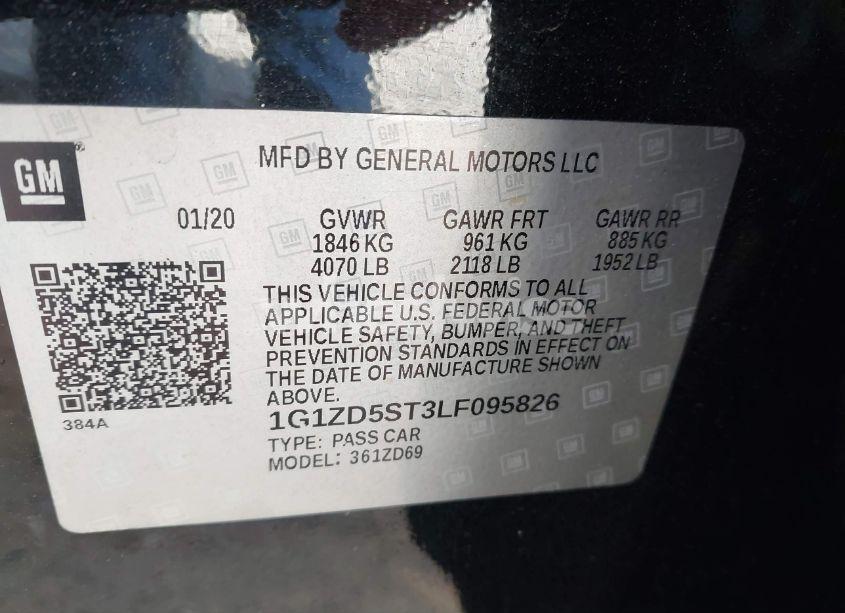 GM
MFD BY GENERAL MOTORS LLC
01/20 GVWR GAWR FRT GAWR RR
1846 KG 961 KG 885 KG
4070 LB 2118 LB 1952 LB
THIS VEHICLE CONFORMS TO ALL
APPLICABLE U.S. FEDERAL MOTOR
VEHICLE SAFETY, BUMPER, AND THEFT
PREVENTION STANDARDS IN EFFECT ON
THE DATE OF MANUFACTURE SHOWN
ABOVE.
384A
1G1ZD5ST3LF095826
TYPE: PASS CAR
MODEL: 361ZD69